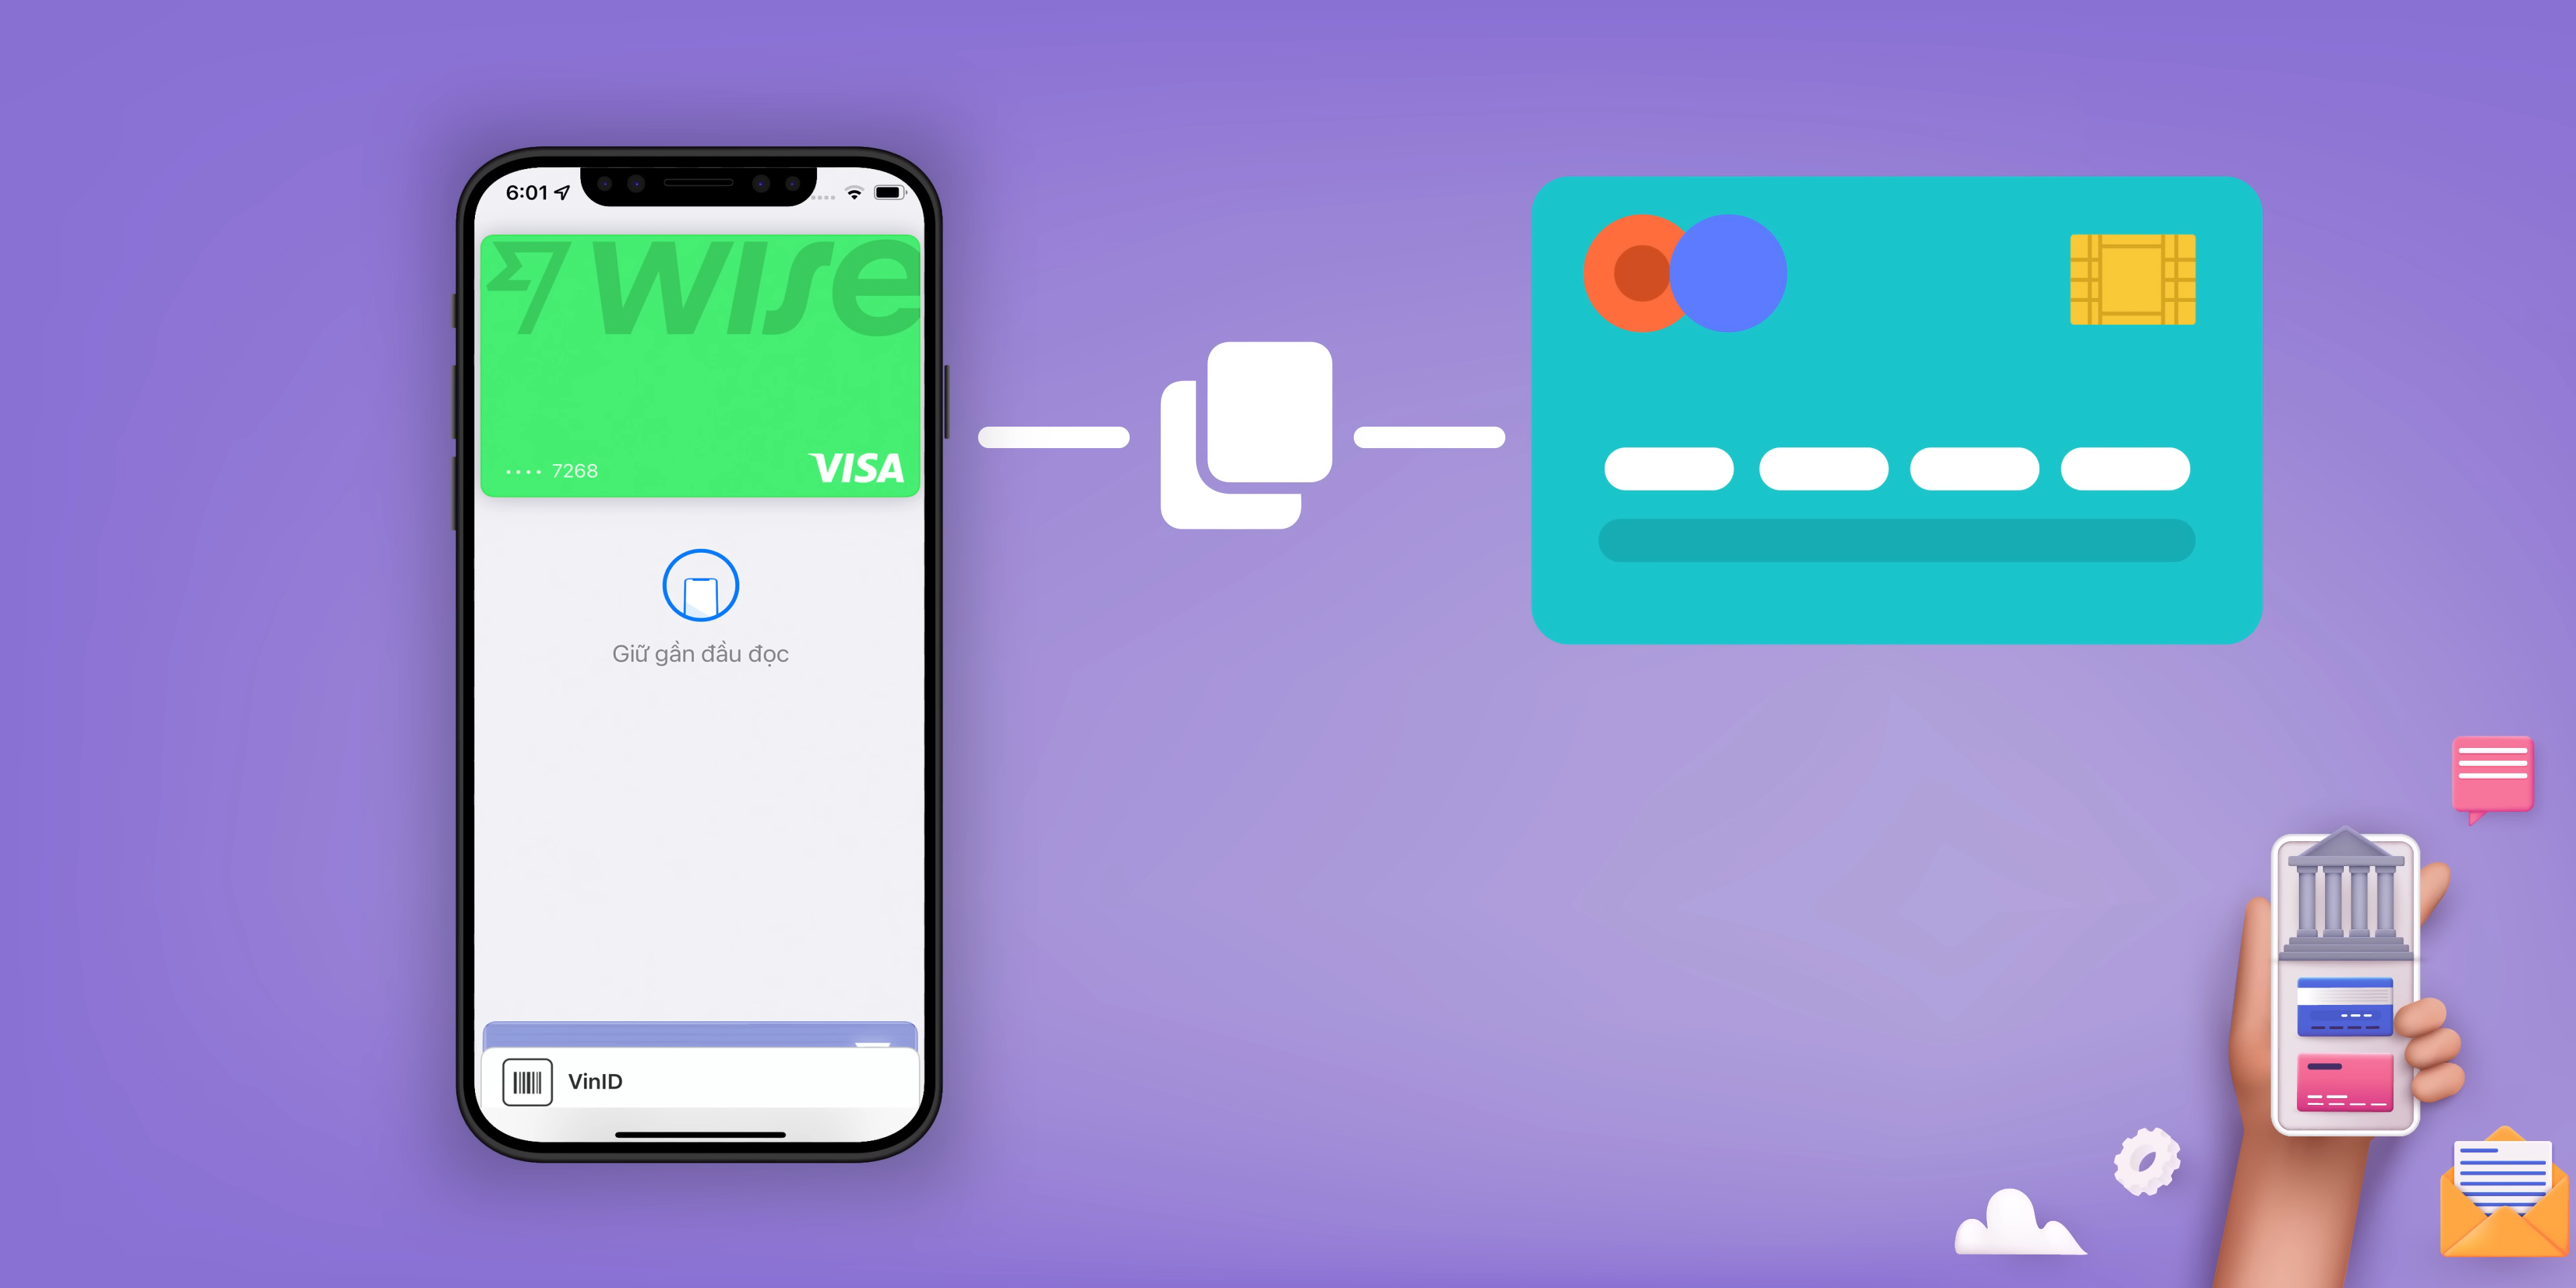 6:01
wise
•••• 7268
VISA
Giữ gần đầu đọc
VinID